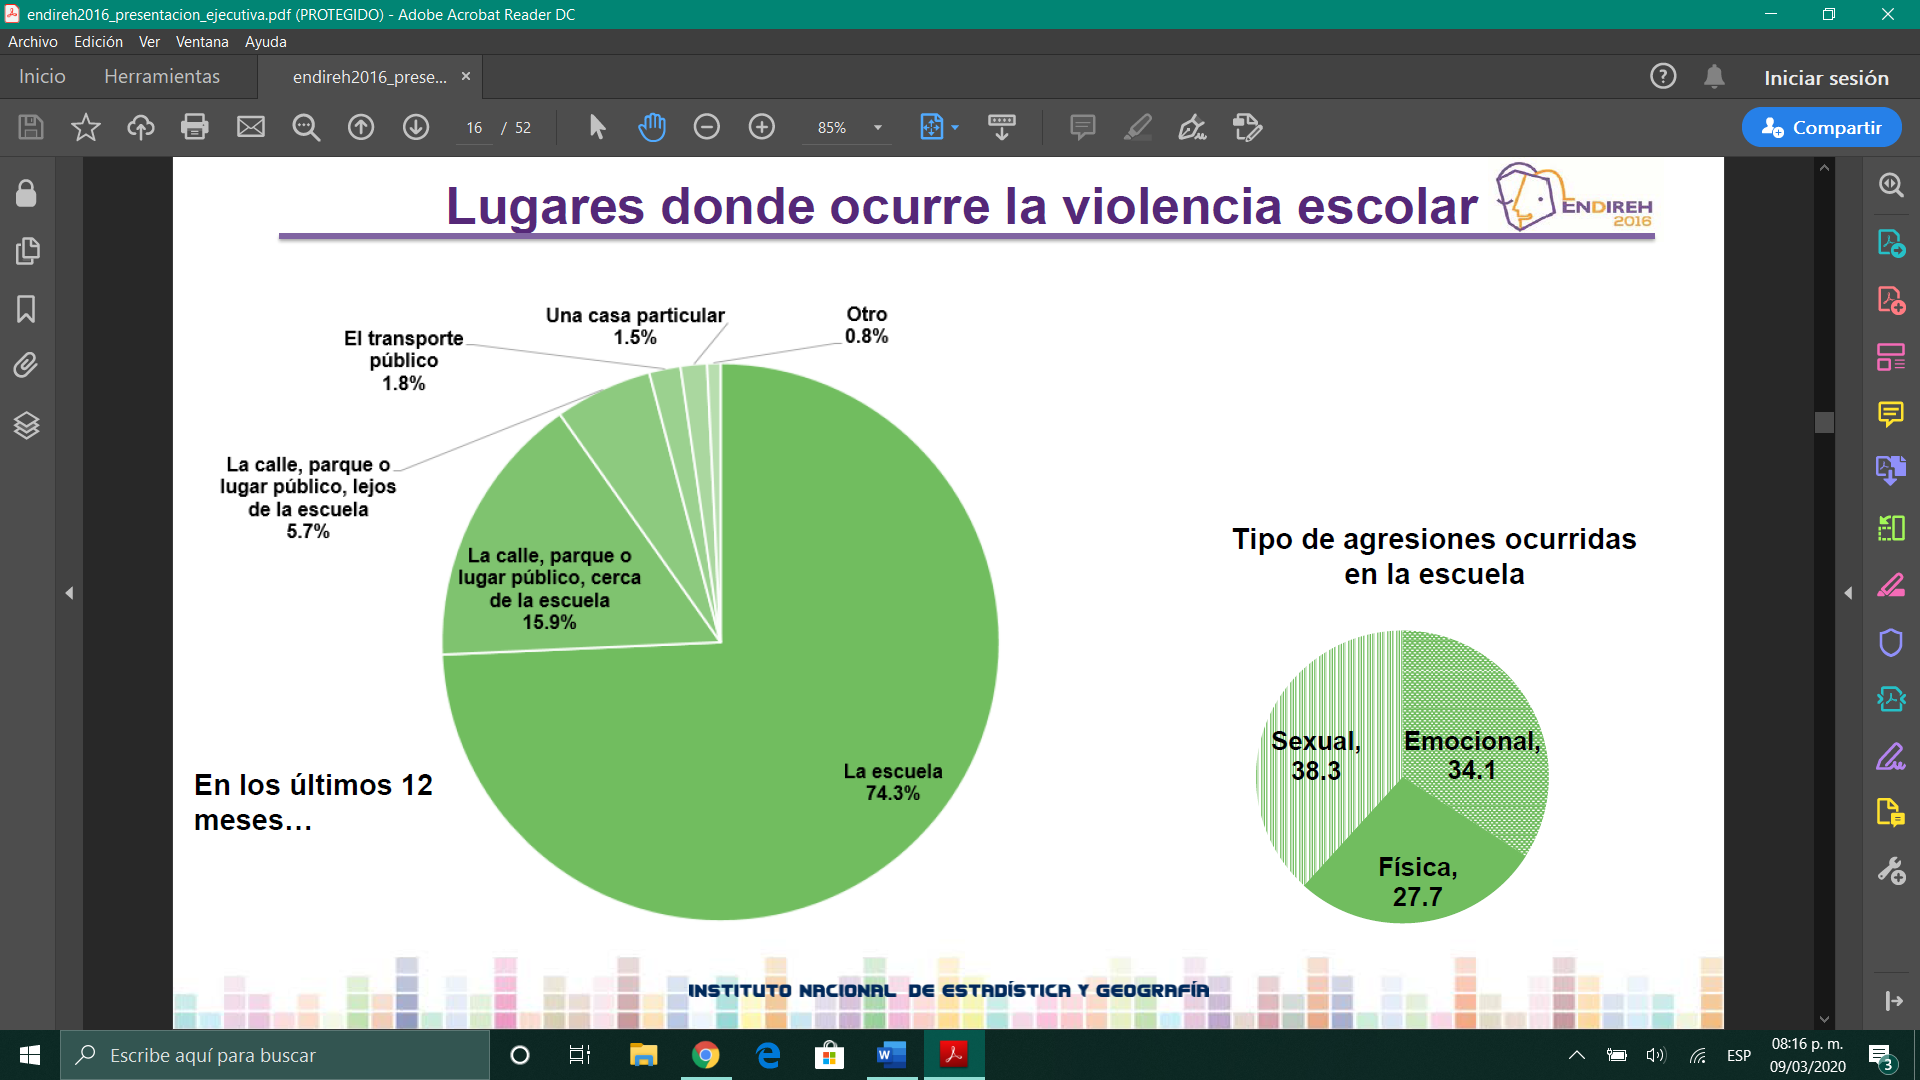 endireh2016_presentacion_ejecutiva.pdf (PROTEGIDO) - Adobe Acrobat Reader DC
Archivo Edición Ver Ventana Ayuda
Inicio Herramientas endireh2016_prese... Iniciar sesión
16 / 52 85% Compartir
Lugares donde ocurre la violencia escolar
ENDIREH
2016
Una casa particular
1.5%
Otro
0.8%
El transporte
público
1.8%
La calle, parque o
lugar público, lejos
de la escuela
5.7%
La calle, parque o
lugar público, cerca
de la escuela
15.9%
La escuela
74.3%
En los últimos 12
meses...
Tipo de agresiones ocurridas
en la escuela
Sexual,
38.3
Emocional,
34.1
Física,
27.7
INSTITUTO NACIONAL DE ESTADÍSTICA Y GEOGRAFÍA
Escribe aquí para buscar
ESP
08:16 p. m.
09/03/2020
3